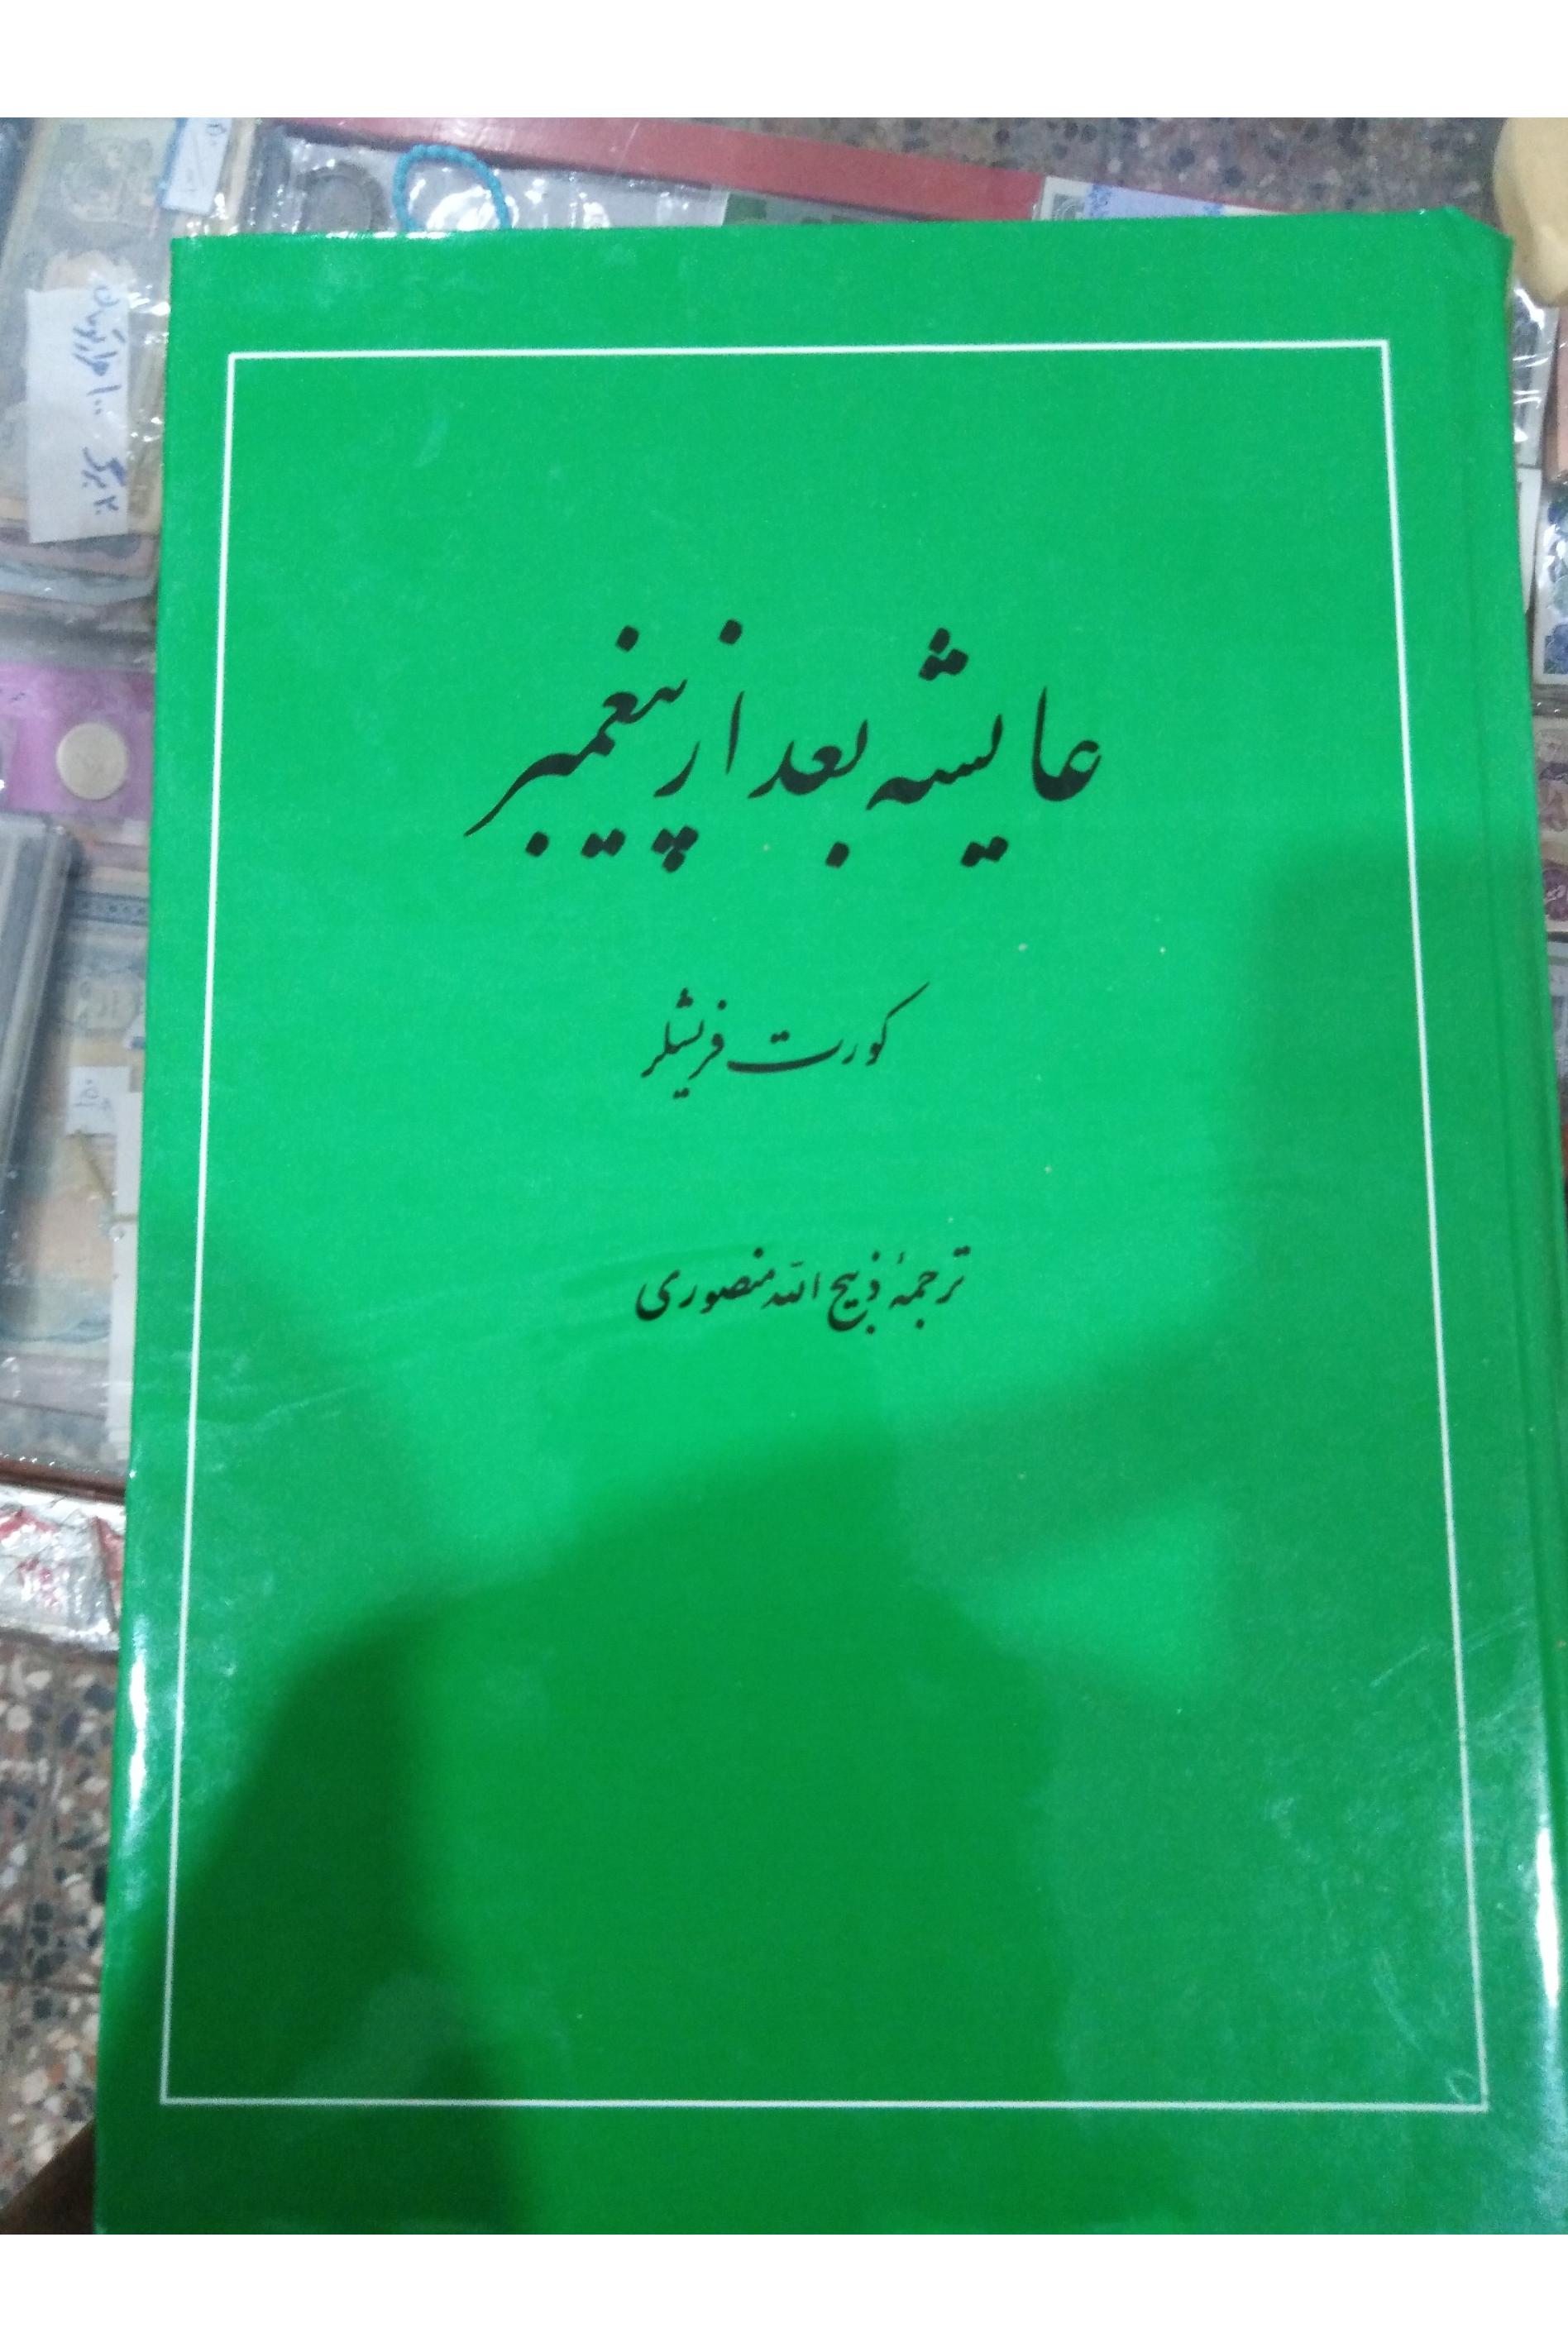 عایشه بعد از پیغمبر
کورت فریشلر
ترجمهٔ ذبیح الله منصوری